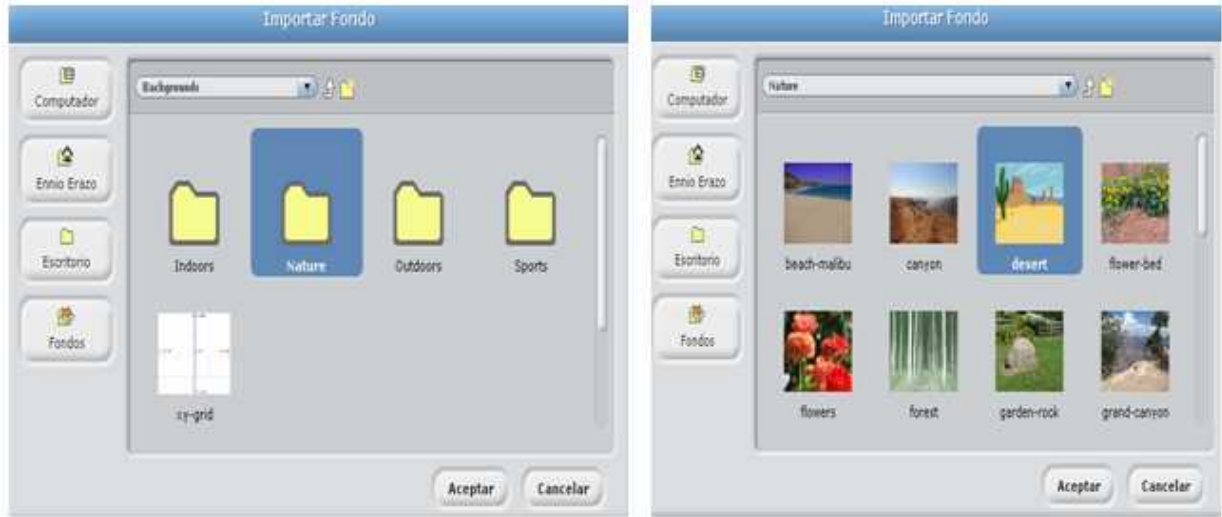 Importar Fondo
Computador
Ennio Erazo
Escritorio
Fondos
Backgrounds
Indoors
Nature
Outdoors
Sports
xy-grid
Aceptar
Cancelar
Importar Fondo
Computador
Ennio Erazo
Escritorio
Fondos
Nature
beach-malibu
canyon
desert
flower-bed
flowers
forest
garden-rock
grand-canyon
Aceptar
Cancelar